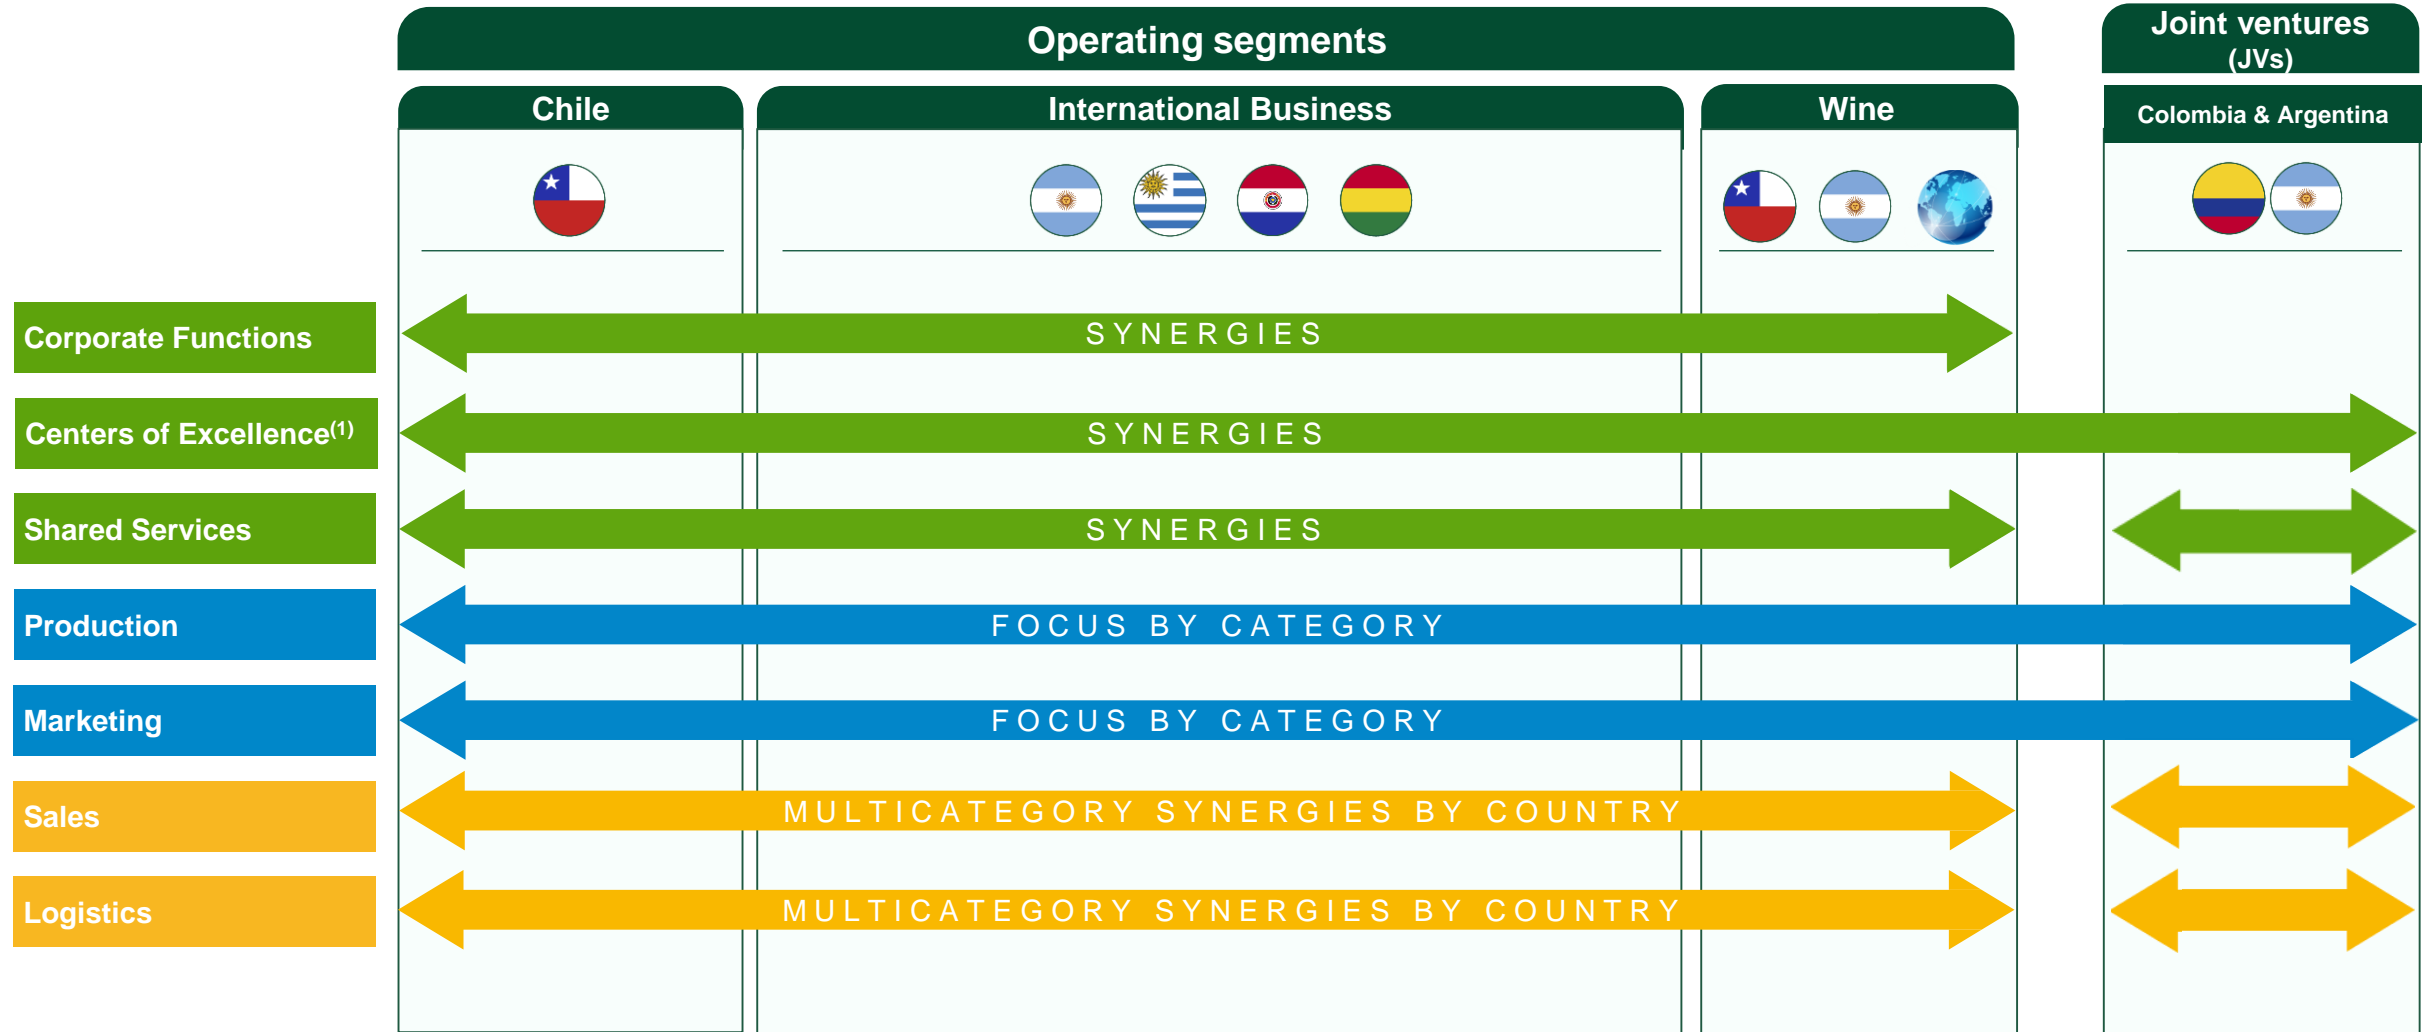 Operating segments
Joint ventures
(JVs)
Chile
International Business
Wine
Colombia & Argentina
Corporate Functions
SYNERGIES
Centers of Excellence(1)
SYNERGIES
Shared Services
SYNERGIES
Production
FOCUS BY CATEGORY
Marketing
FOCUS BY CATEGORY
Sales
MULTICATEGORY SYNERGIES BY COUNTRY
Logistics
MULTICATEGORY SYNERGIES BY COUNTRY